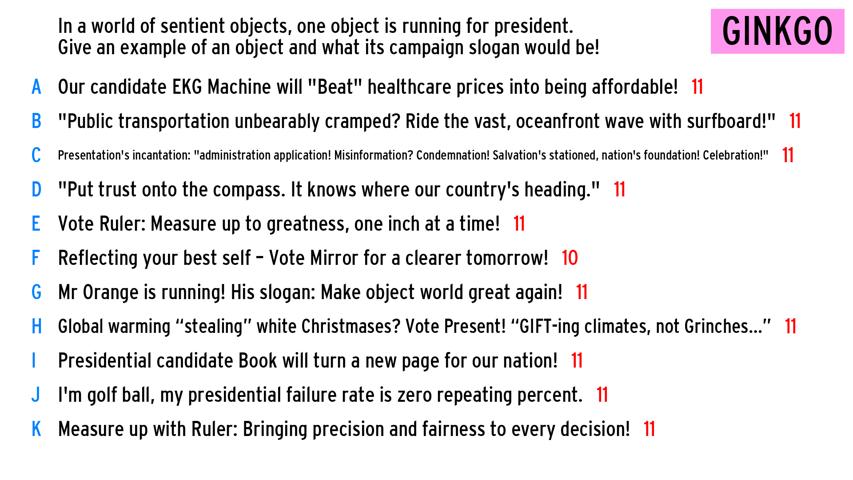 In a world of sentient objects, one object is running for president.
Give an example of an object and what its campaign slogan would be!
GINKGO
A Our candidate EKG Machine will "Beat" healthcare prices into being affordable! 11
B "Public transportation unbearably cramped? Ride the vast, oceanfront wave with surfboard!" 11
C Presentation's incantation: "administration application! Misinformation? Condemnation! Salvation's stationed, nation's foundation! Celebration!" 11
D "Put trust onto the compass. It knows where our country's heading." 11
E Vote Ruler: Measure up to greatness, one inch at a time! 11
F Reflecting your best self – Vote Mirror for a clearer tomorrow! 10
G Mr Orange is running! His slogan: Make object world great again! 11
H Global warming “stealing” white Christmases? Vote Present! “GIFT-ing climates, not Grinches...” 11
I Presidential candidate Book will turn a new page for our nation! 11
J I'm golf ball, my presidential failure rate is zero repeating percent. 11
K Measure up with Ruler: Bringing precision and fairness to every decision! 11